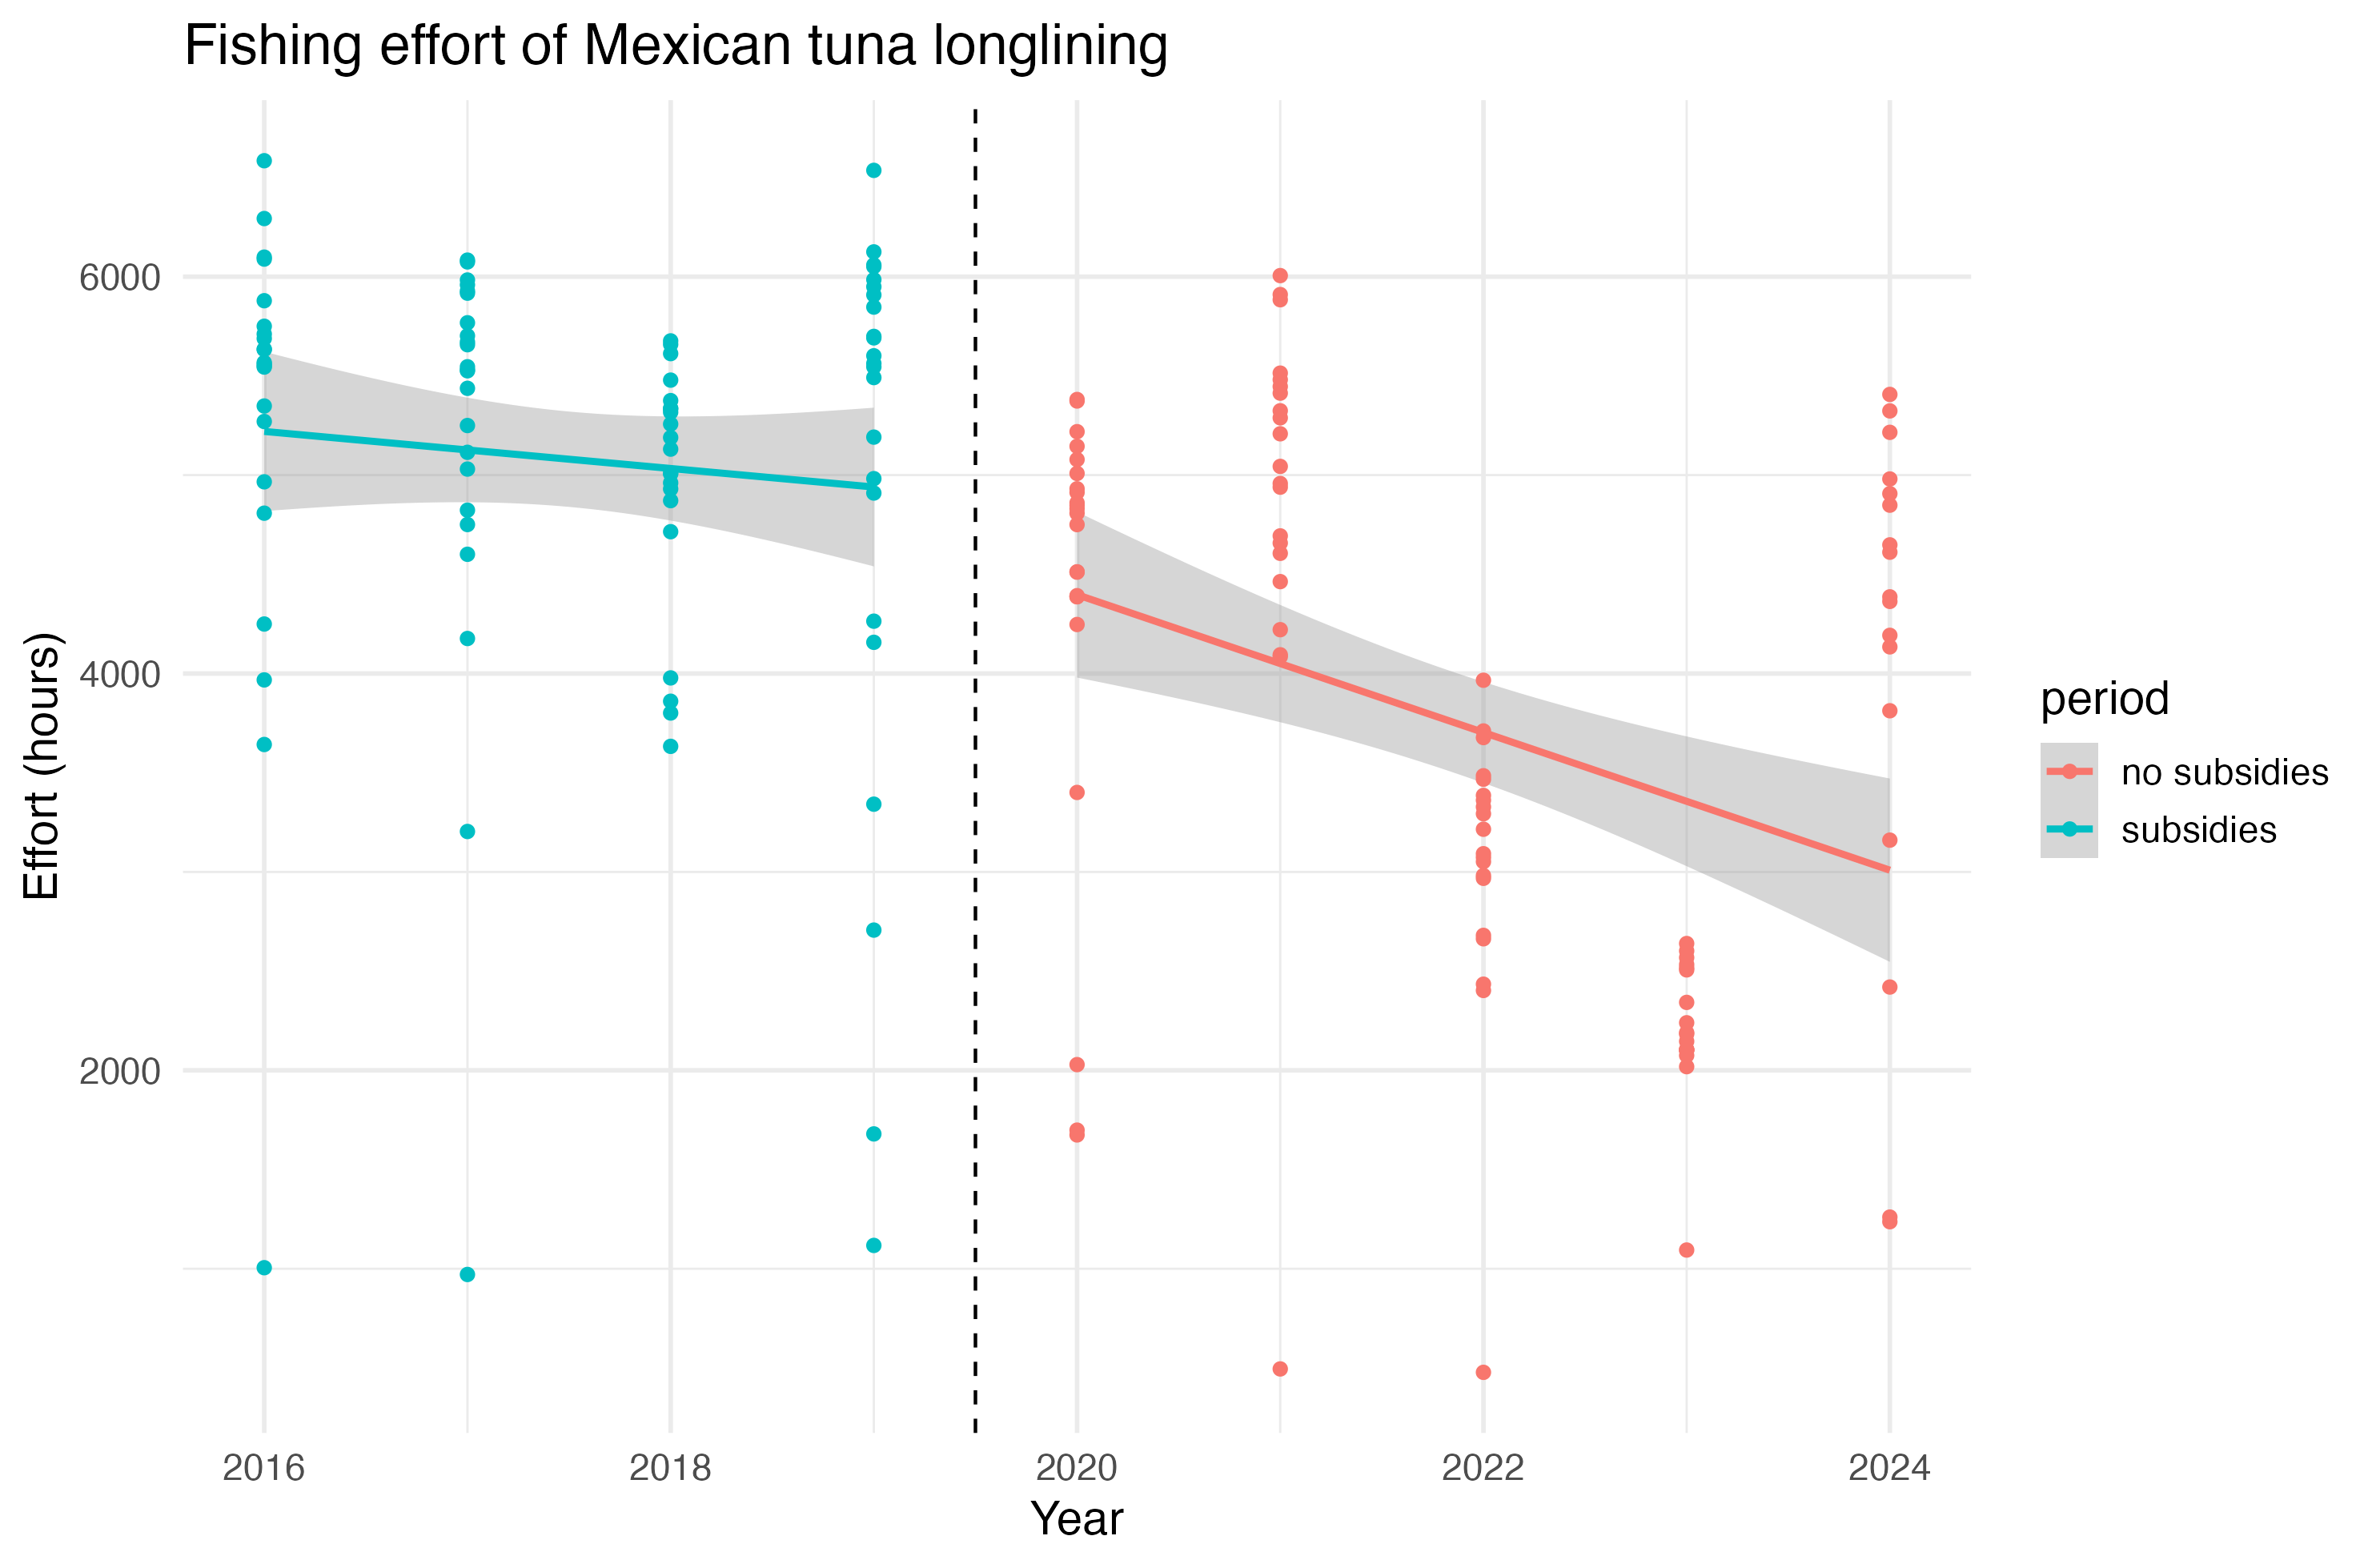 Fishing effort of Mexican tuna longlining
Effort (hours)
6000
4000
2000
2016
2018
2020
2022
2024
Year
period
no subsidies
subsidies